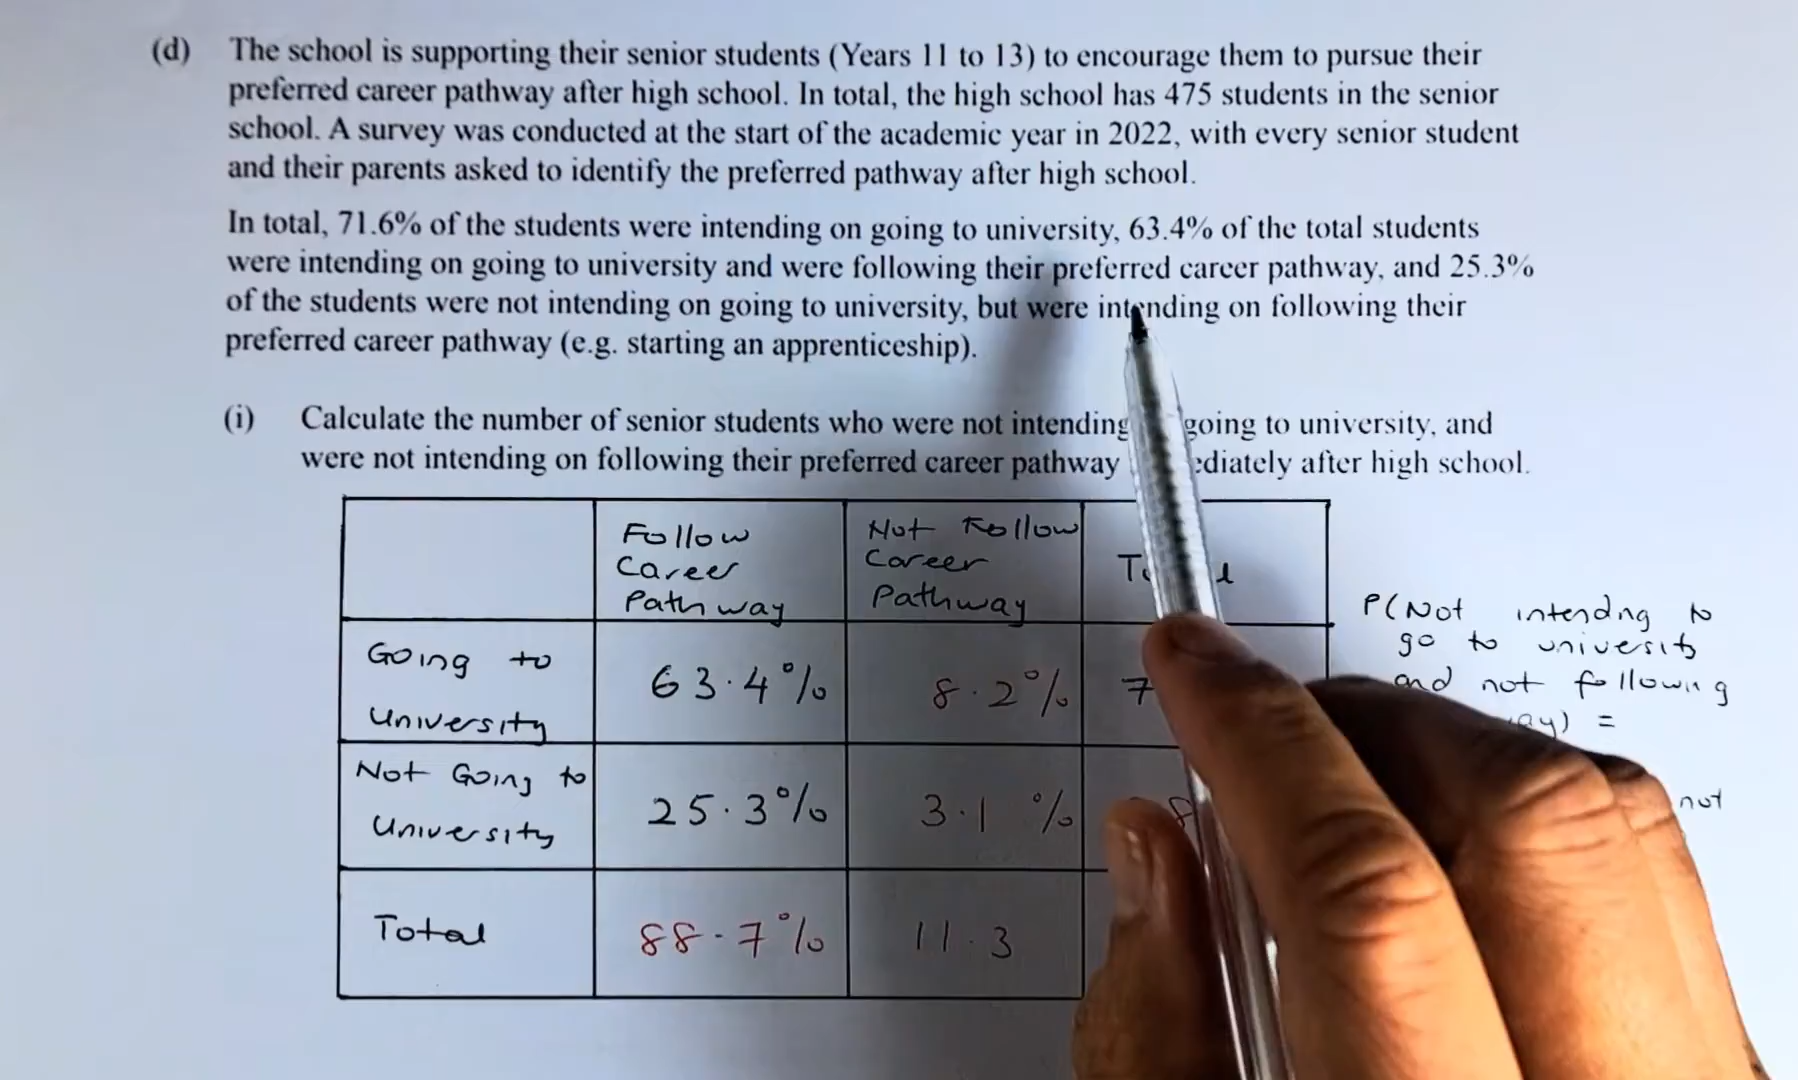 (d) The school is supporting their senior students (Years 11 to 13) to encourage them to pursue their
preferred career pathway after high school. In total, the high school has 475 students in the senior
school. A survey was conducted at the start of the academic year in 2022, with every senior student
and their parents asked to identify the preferred pathway after high school.
In total, 71.6% of the students were intending on going to university, 63.4% of the total students
were intending on going to university and were following their preferred career pathway, and 25.3%
of the students were not intending on going to university, but were intending on following their
preferred career pathway (e.g. starting an apprenticeship).
(i) Calculate the number of senior students who were not intending going to university, and
were not intending on following their preferred career pathway after high school.
Follow
Career
Pathway
Not Follow
Career
Pathway
Going to
University
63.4%
8.2%
7
Not Going to
University
25.3%
3.1 %
8
Total
88.7%
11.3
P(Not intendng to
go to university
and not following
) =
not